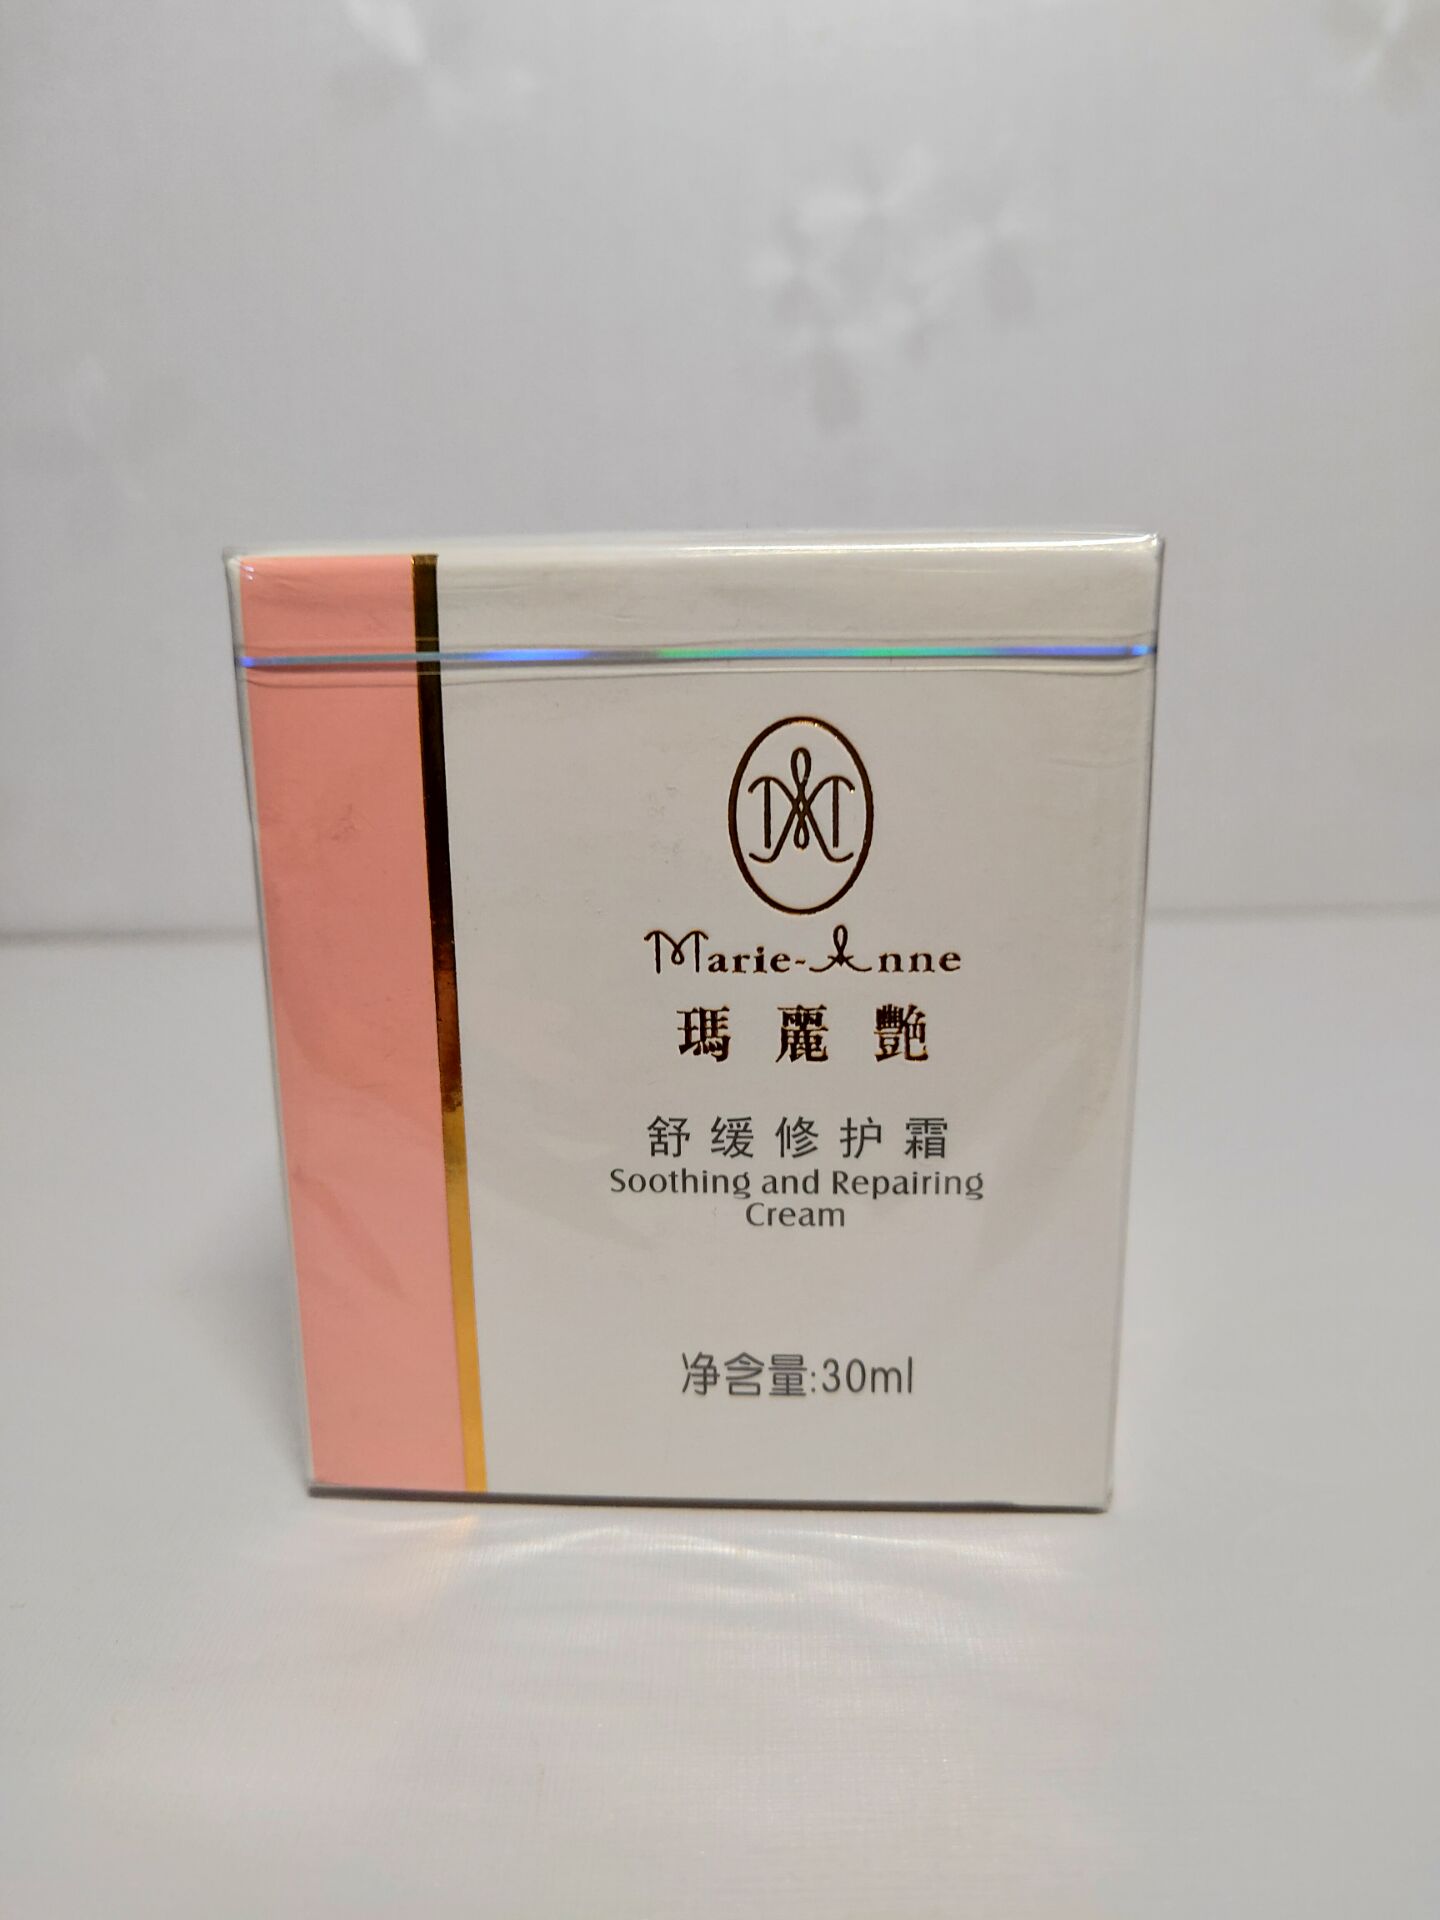 Marie-Anne
瑪麗艷
舒缓修护霜
Soothing and Repairing
Cream
净含量:30ml